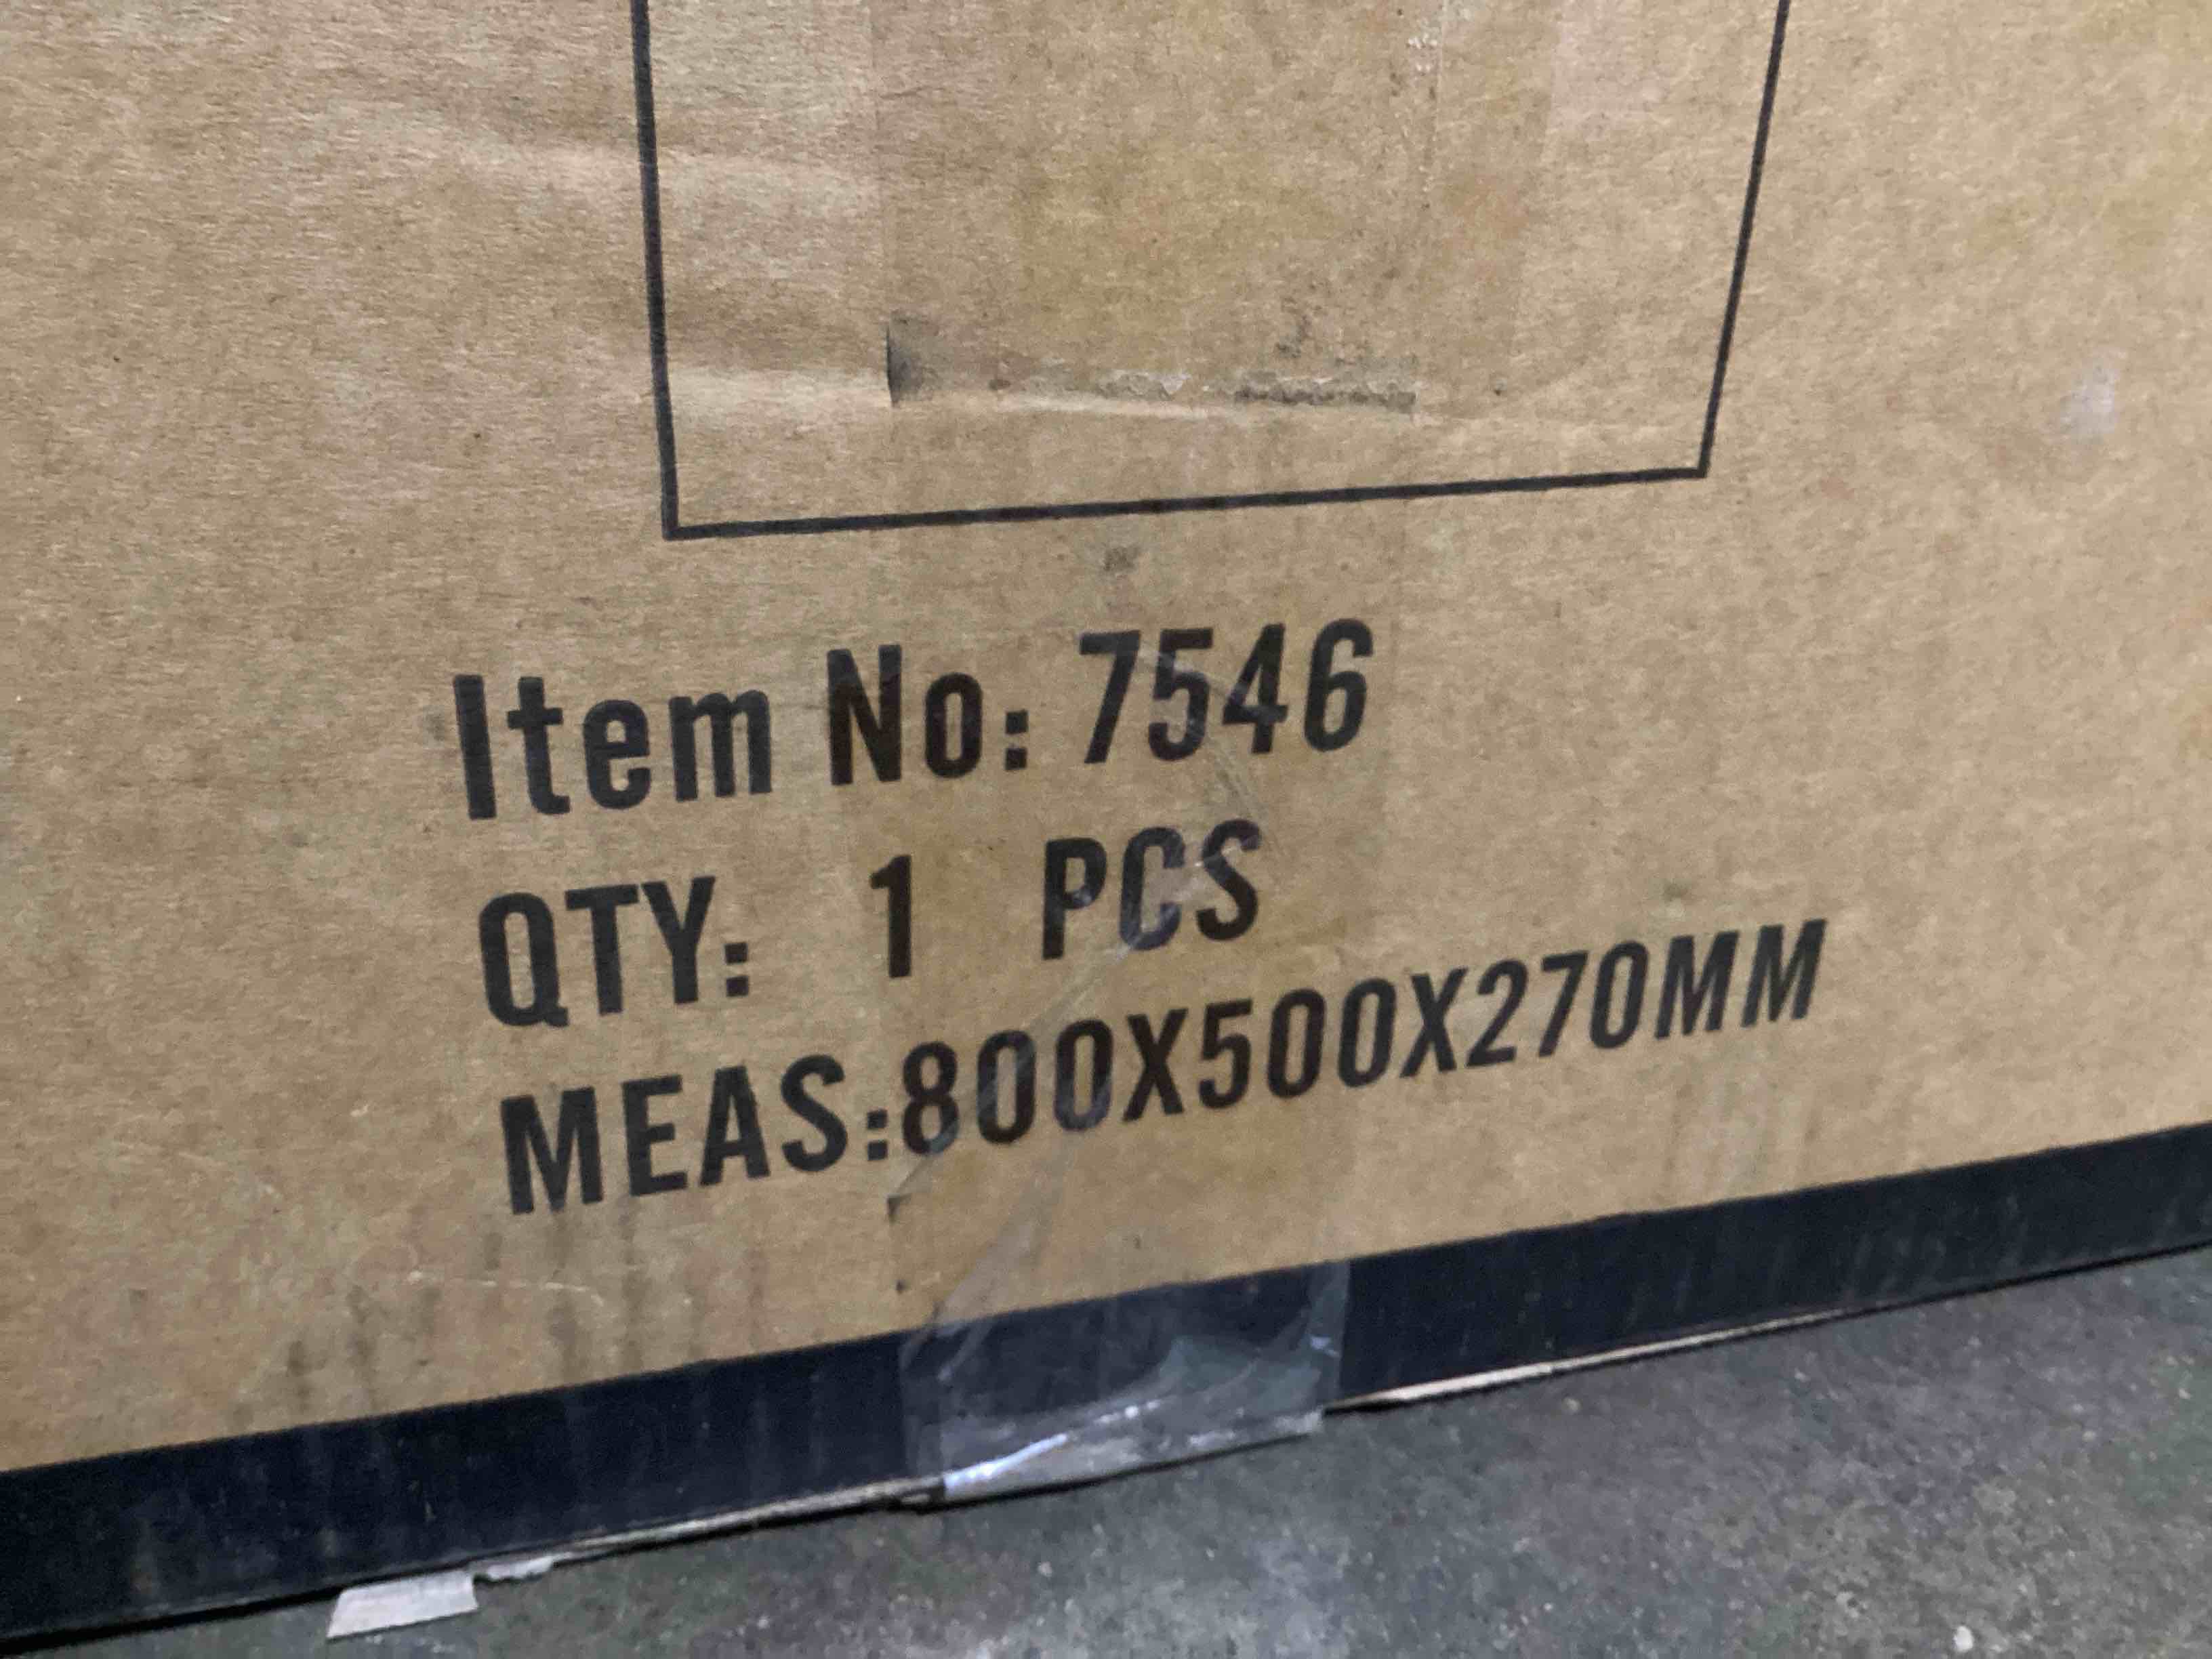 Item No: 7546
QTY: 1 PCS
MEAS:800X500X270MM